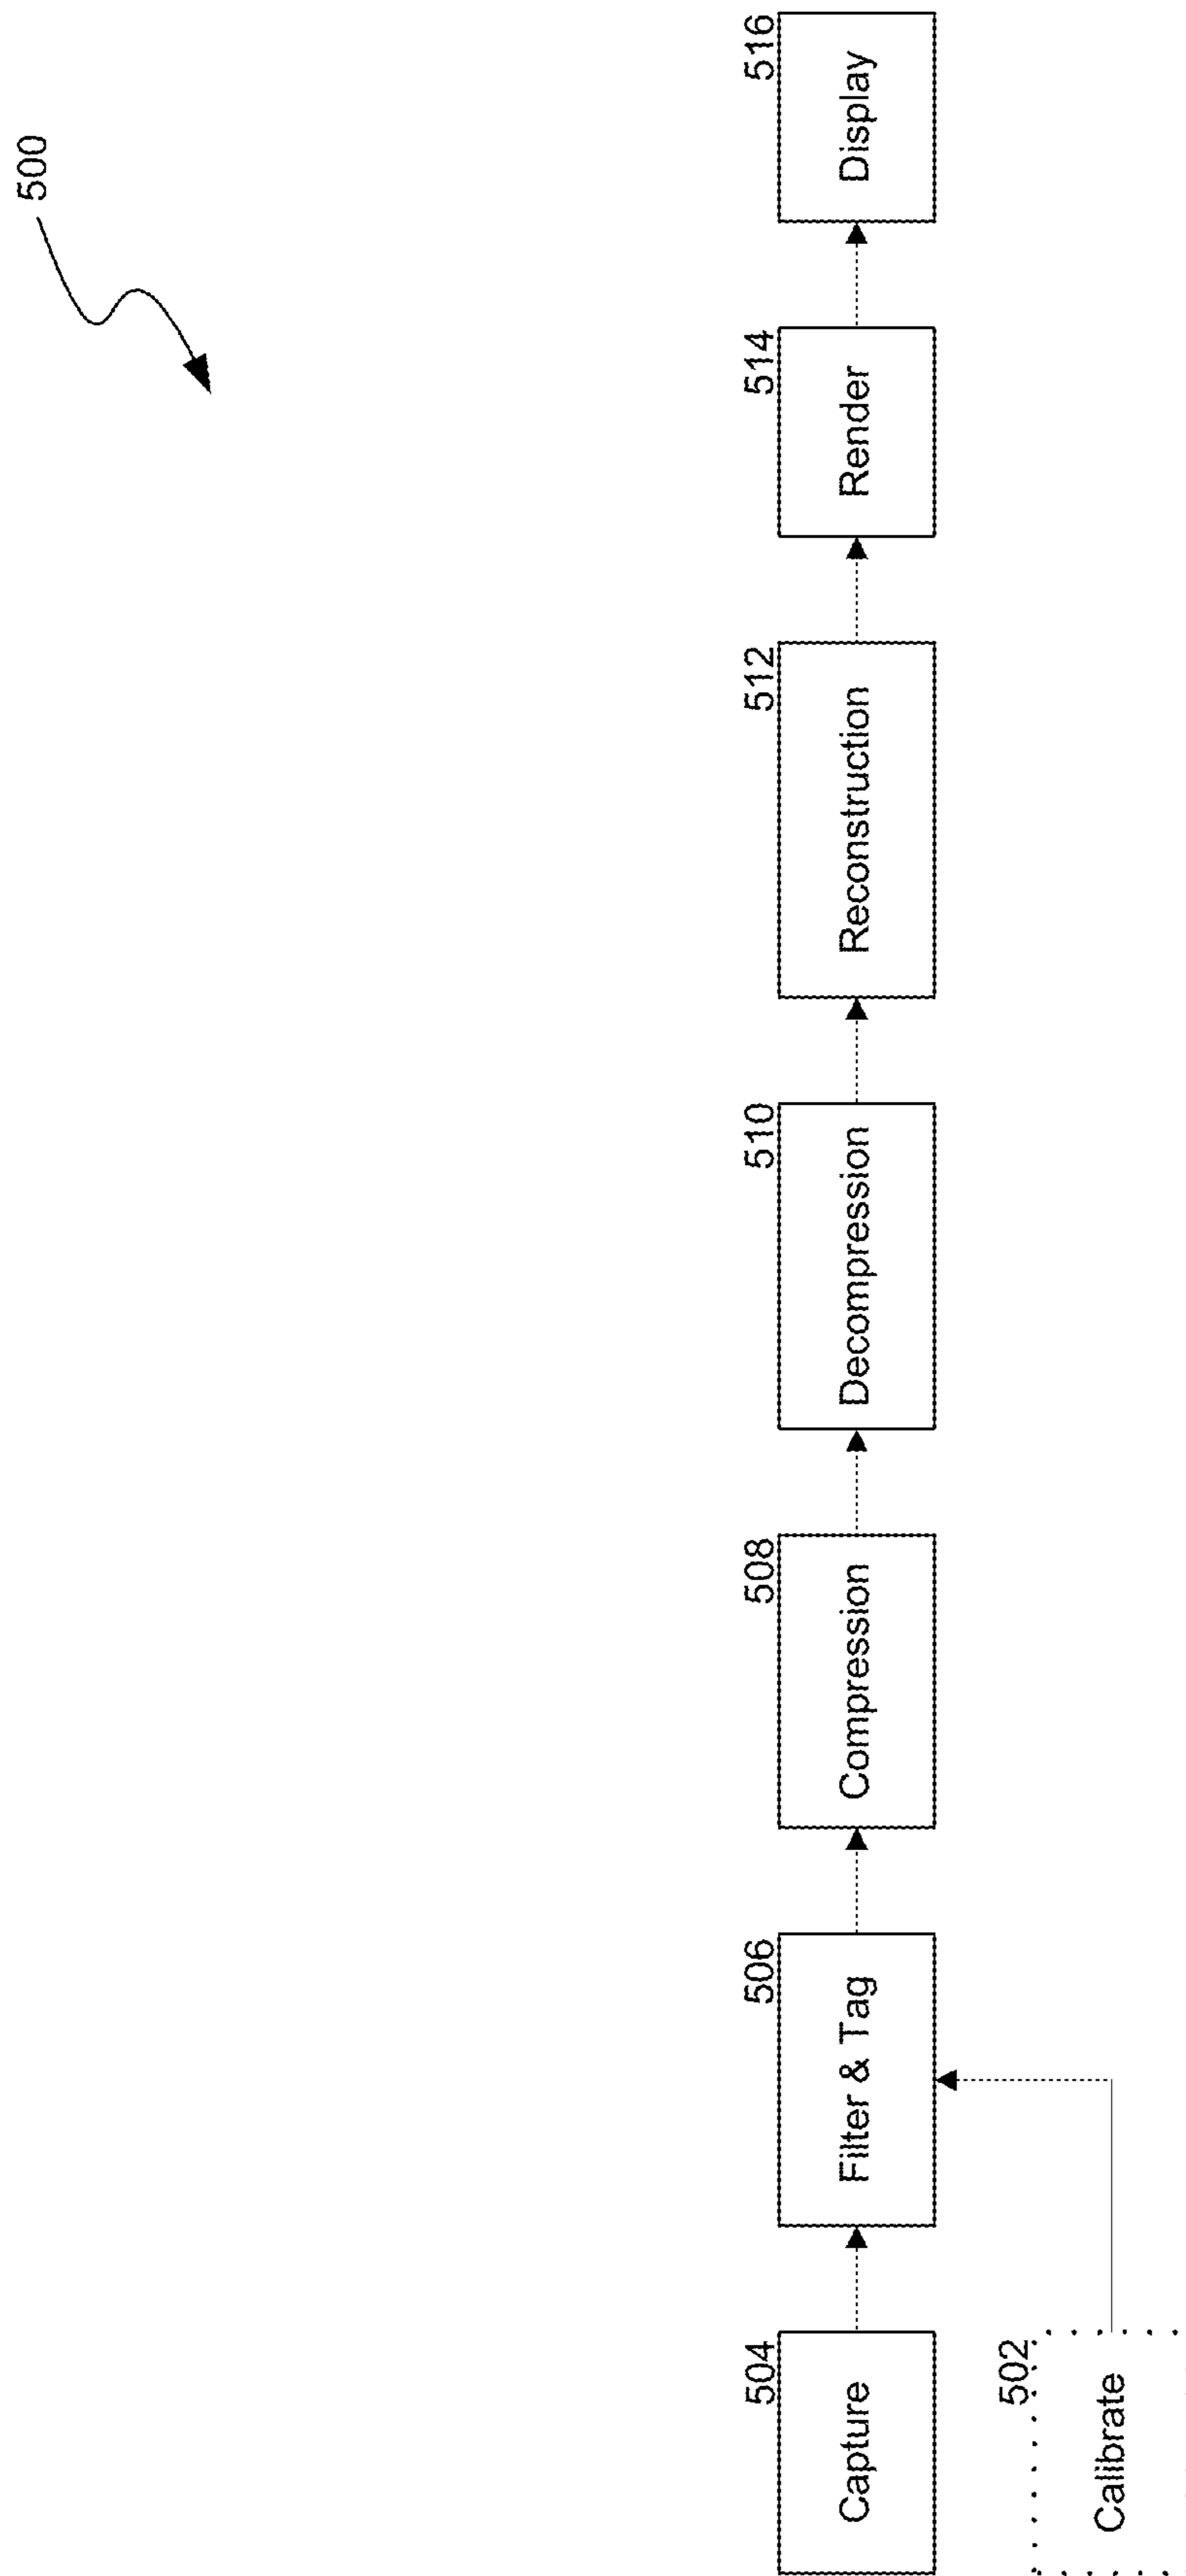 500
504
Capture
506
Filter & Tag
508
Compression
510
Decompression
512
Reconstruction
514
Render
516
Display
502
Calibrate